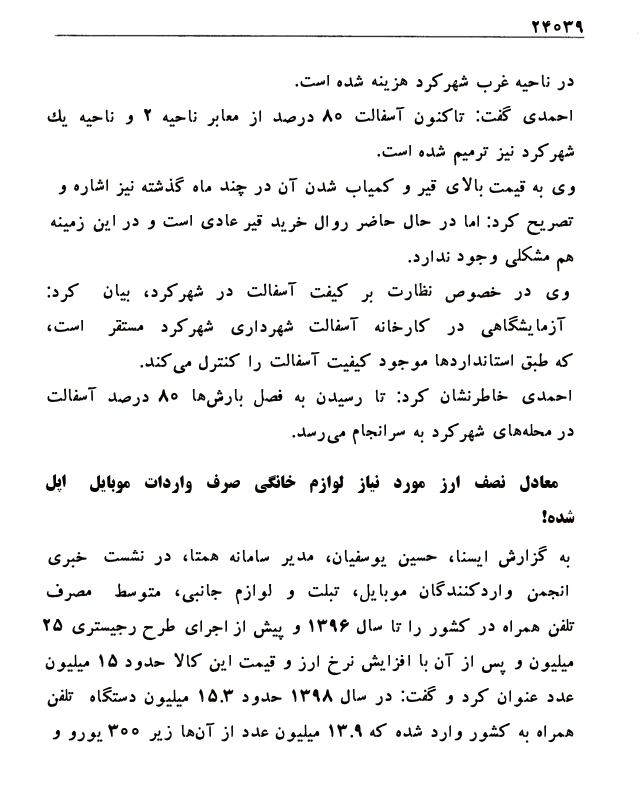 ۲۴۰۳۹
در ناحیه غرب شهرکرد هزینه شده است.
احمدی گفت: تاکنون آسفالت ۸۰ درصد از معابر ناحیه ۲ و ناحیه یك
شهرکرد نیز ترمیم شده است.
وی به قیمت بالای قیر و کمیاب شدن آن در چند ماه گذشته نیز اشاره و
تصریح کرد: اما در حال حاضر روال خرید قیر عادی است و در این زمینه
هم مشکلی وجود ندارد.
وی در خصوص نظارت بر کیفت آسفالت در شهرکرد، بیان کرد:
آزمایشگاهی در کارخانه آسفالت شهرداری شهرکرد مستقر است،
که طبق استانداردها موجود کیفیت آسفالت را کنترل می‌کند.
احمدی خاطرنشان کرد: تا رسیدن به فصل بارش‌ها ۸۰ درصد آسفالت
در محله‌های شهرکرد به سرانجام می‌رسد.
معادل نصف ارز مورد نیاز لوازم خانگی صرف واردات موبایل اپل
شده!
به گزارش ایسنا، حسین یوسفیان، مدیر سامانه همتا، در نشست خبری
انجمن واردکنندگان موبایل، تبلت و لوازم جانبی، متوسط مصرف
تلفن همراه در کشور را تا سال ۱۳۹۶ و پیش از اجرای طرح رجیستری ۲۵
میلیون و پس از آن با افزایش نرخ ارز و قیمت این کالا حدود ۱۵ میلیون
عدد عنوان کرد و گفت: در سال ۱۳۹۸ حدود ۱۵.۳ میلیون دستگاه تلفن
همراه به کشور وارد شده که ۱۳.۹ میلیون عدد از آن‌ها زیر ۳۰۰ یورو و